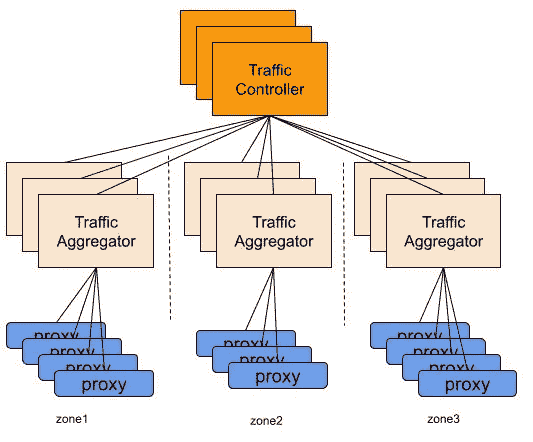 Traffic
Controller
Traffic
Aggregator
Traffic
Aggregator
Traffic
Aggregator
proxy
proxy
proxy
proxy
proxy
proxy
proxy
proxy
proxy
proxy
proxy
zone1
zone2
zone3